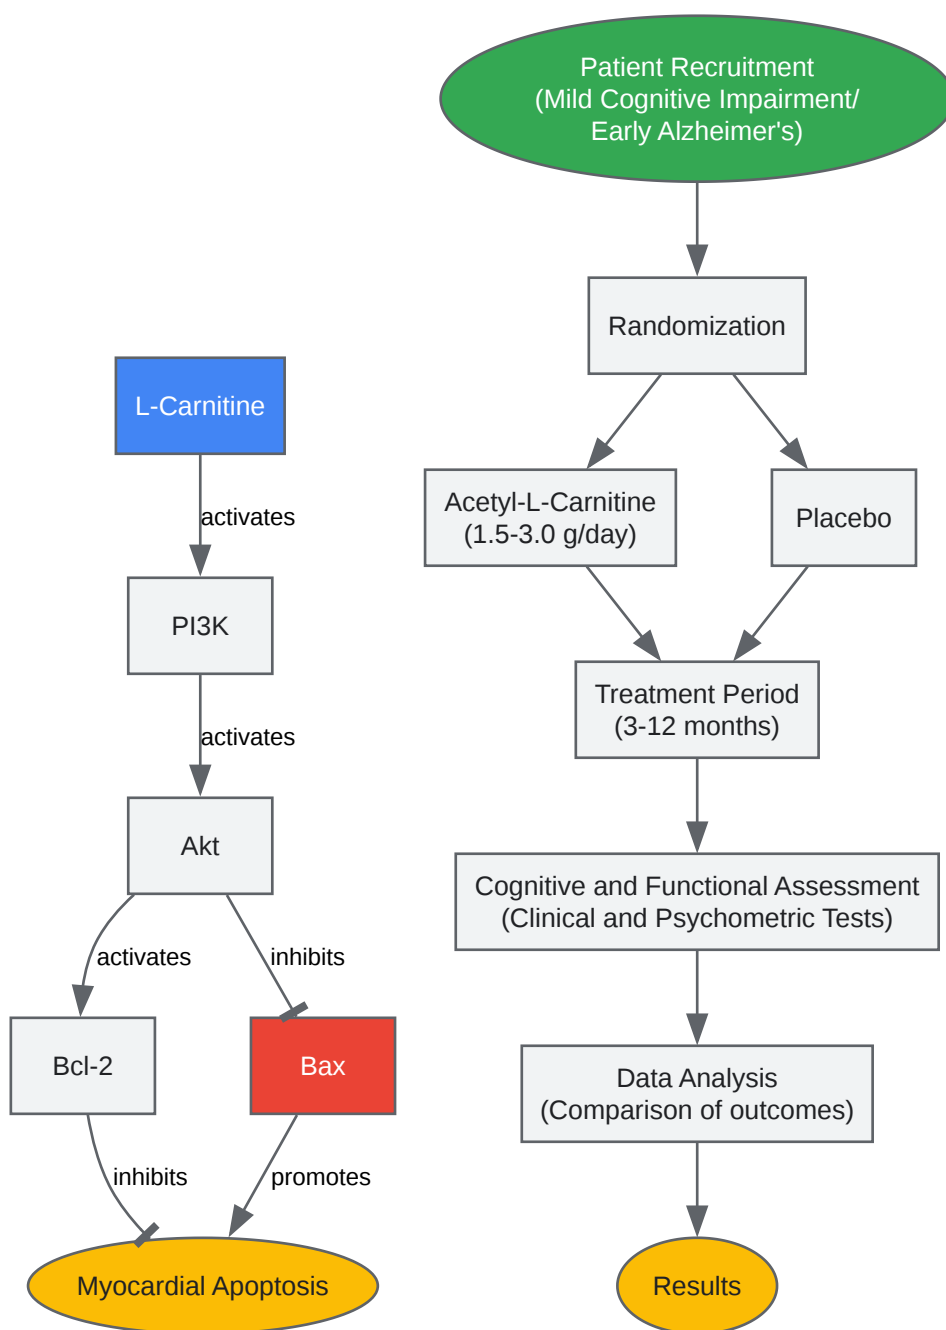 L-Carnitine
activates
PI3K
activates
Akt
activates
inhibits
Bcl-2
Bax
inhibits
promotes
Myocardial Apoptosis
Patient Recruitment
(Mild Cognitive Impairment/
Early Alzheimer's)
Randomization
Acetyl-L-Carnitine
(1.5-3.0 g/day)
Placebo
Treatment Period
(3-12 months)
Cognitive and Functional Assessment
(Clinical and Psychometric Tests)
Data Analysis
(Comparison of outcomes)
Results